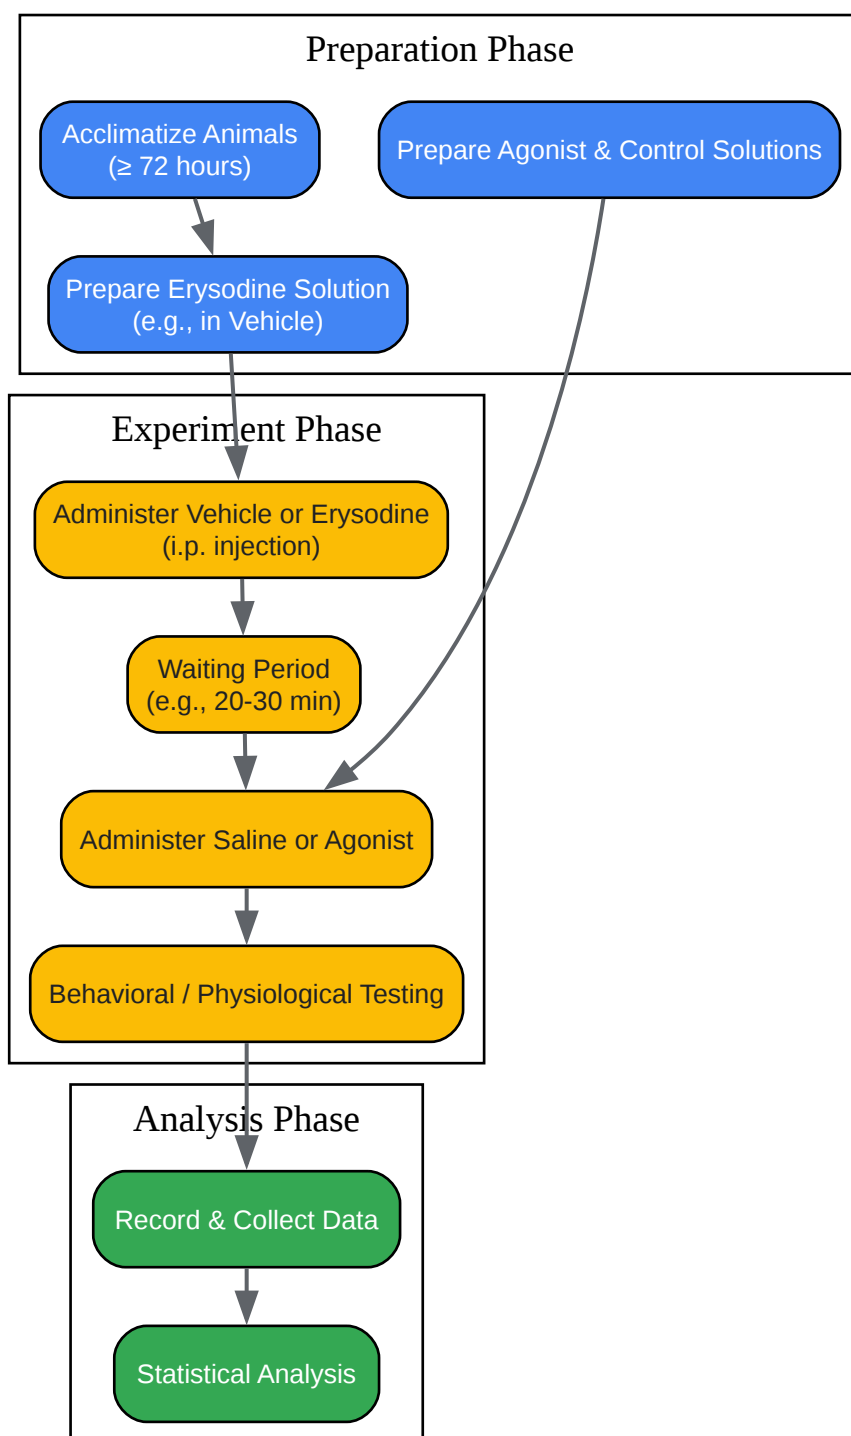 Preparation Phase
Acclimatize Animals
(≥ 72 hours)
Prepare Agonist & Control Solutions
Prepare Erysodine Solution
(e.g., in Vehicle)
Experiment Phase
Administer Vehicle or Erysodine
(i.p. injection)
Waiting Period
(e.g., 20-30 min)
Administer Saline or Agonist
Behavioral / Physiological Testing
Analysis Phase
Record & Collect Data
Statistical Analysis